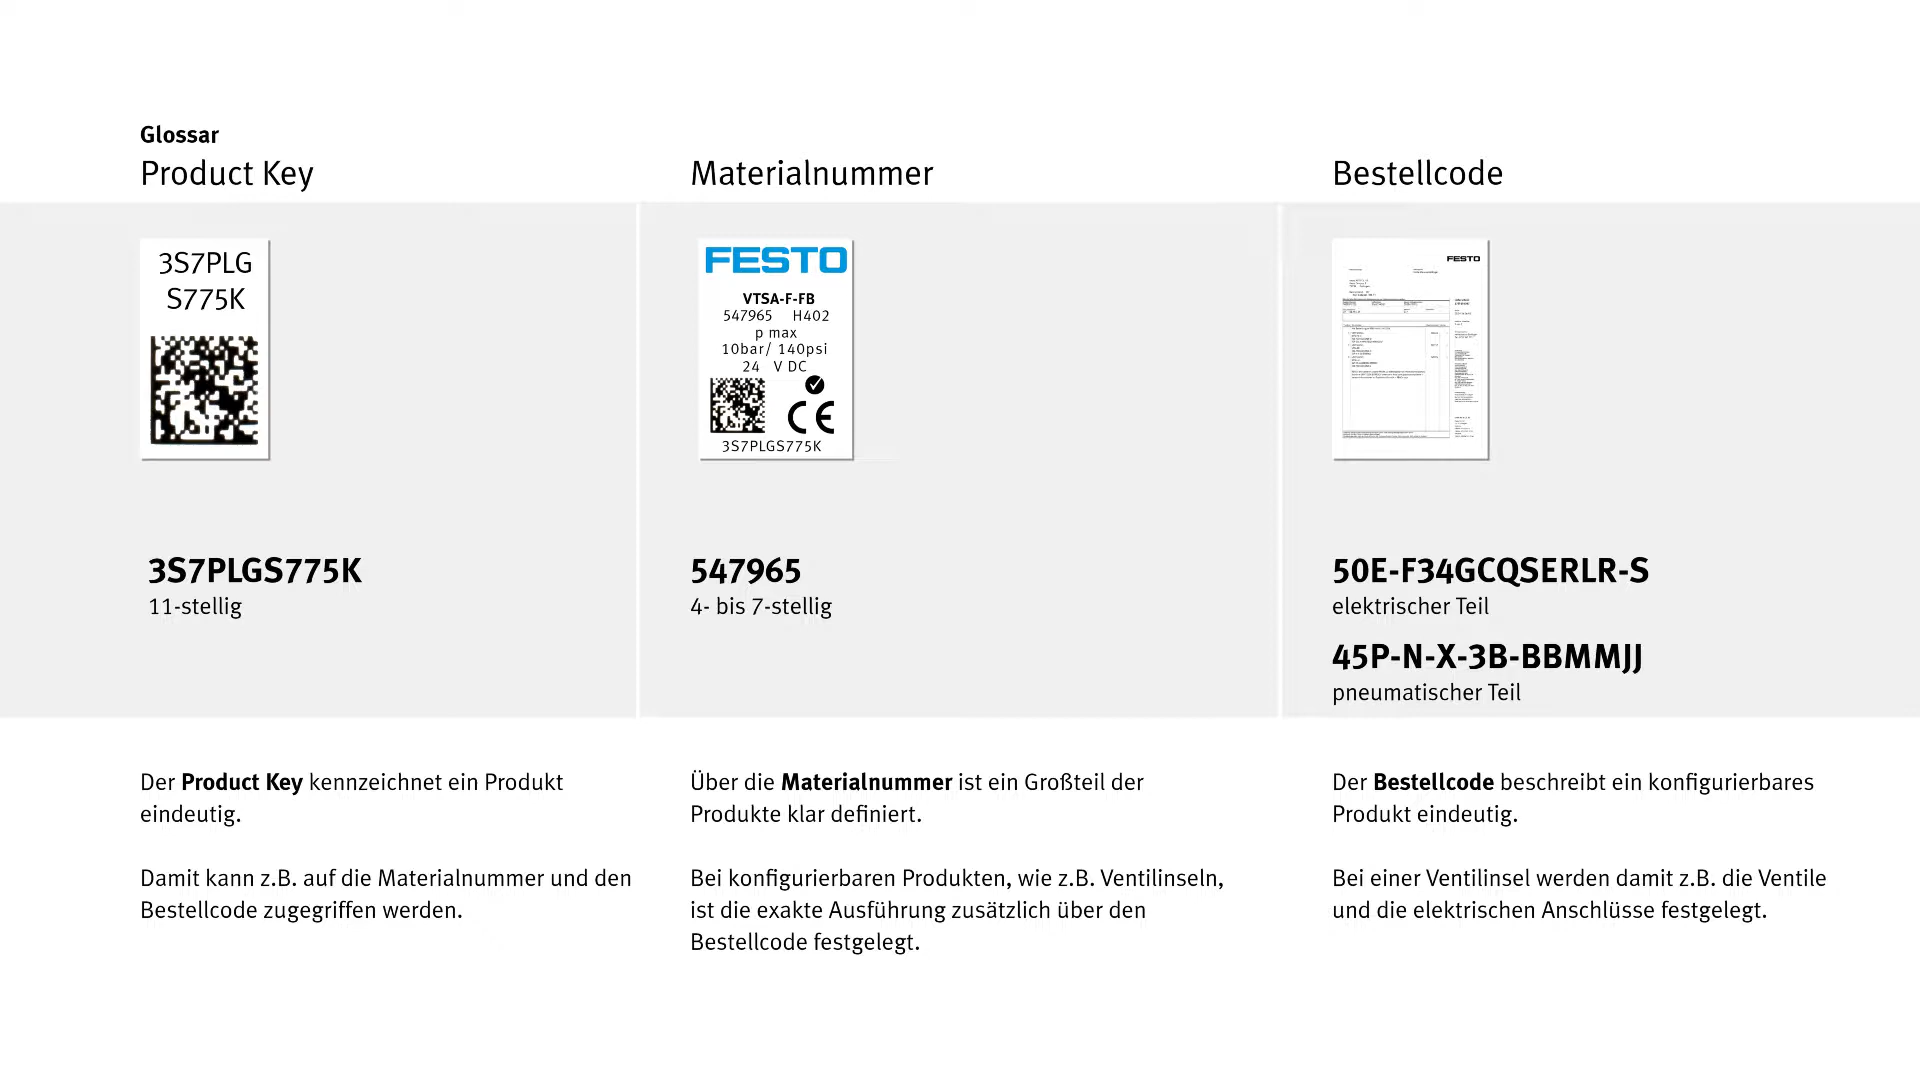 Glossar
Product Key
3S7PLG
S775K
3S7PLGS775K
11-stellig
Der Product Key kennzeichnet ein Produkt
eindeutig.
Damit kann z.B. auf die Materialnummer und den
Bestellcode zugegriffen werden.
Materialnummer
FESTO
VTSA-F-FB
547965 H402
p max
10bar/ 140psi
24 V DC
CE
3S7PLGS775K
547965
4- bis 7-stellig
Über die Materialnummer ist ein Großteil der
Produkte klar definiert.
Bei konfigurierbaren Produkten, wie z.B. Ventilinseln,
ist die exakte Ausführung zusätzlich über den
Bestellcode festgelegt.
Bestellcode
FESTO
50E-F34GCQSERLR-S
elektrischer Teil
45P-N-X-3B-BBMMJJ
pneumatischer Teil
Der Bestellcode beschreibt ein konfigurierbares
Produkt eindeutig.
Bei einer Ventilinsel werden damit z.B. die Ventile
und die elektrischen Anschlüsse festgelegt.